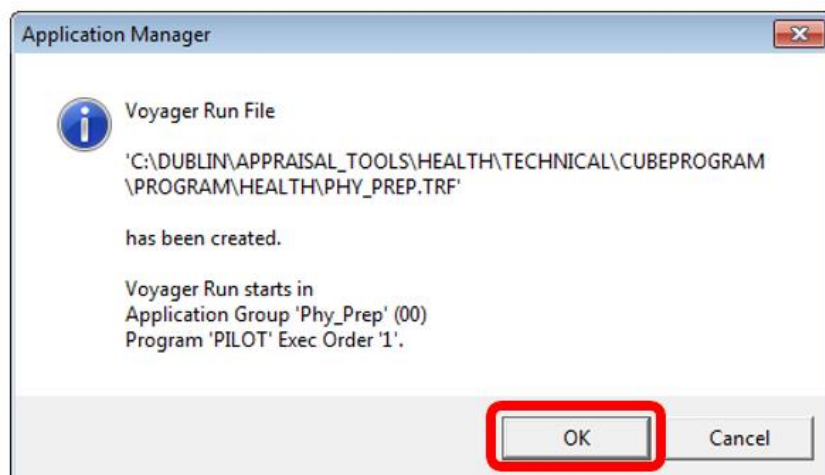 Application Manager
Voyager Run File
'C:\DUBLIN\APPRAISAL_TOOLS\HEALTH\TECHNICAL\CUBEPROGRAM
\PROGRAM\HEALTH\PHY_PREP.TRF'
has been created.
Voyager Run starts in
Application Group 'Phy_Prep' (00)
Program 'PILOT' Exec Order '1'.
OK
Cancel